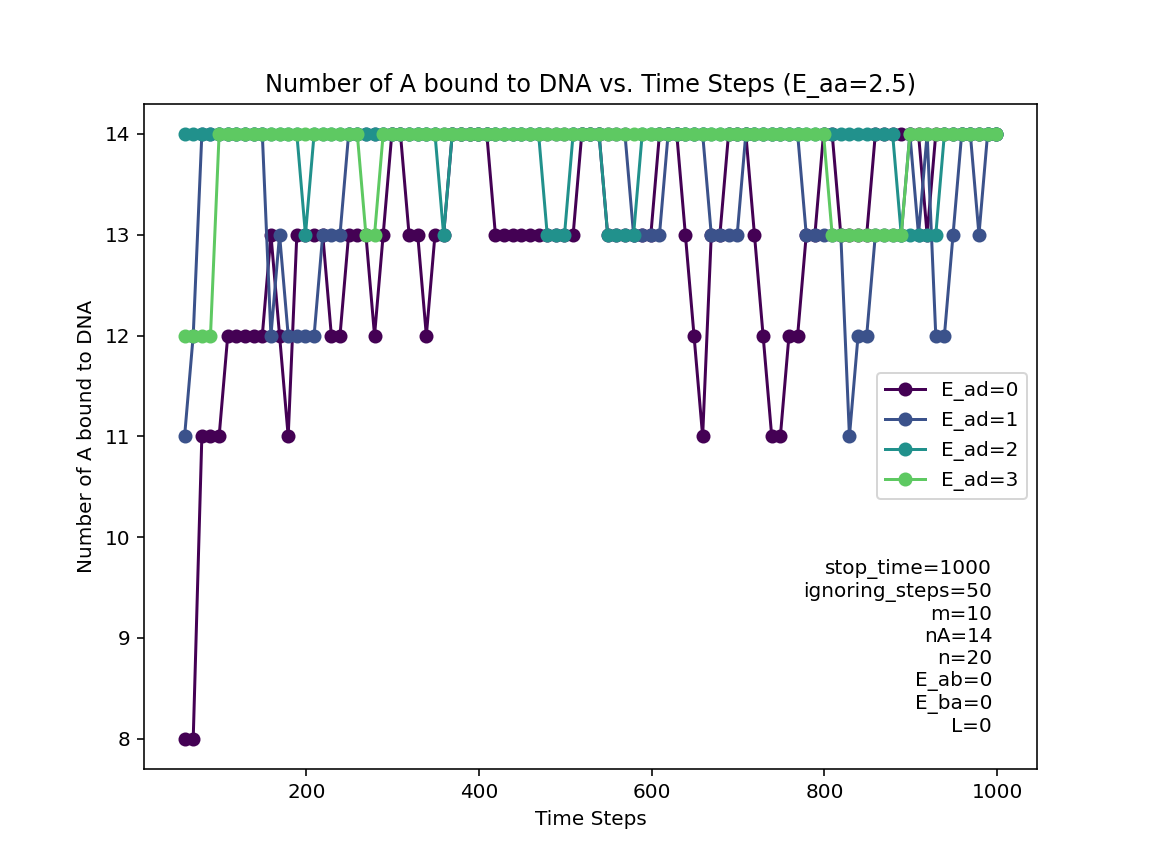 Number of A bound to DNA vs. Time Steps (E_aa=2.5)
Number of A bound to DNA
14
13
12
11
10
9
8
E_ad=0
E_ad=1
E_ad=2
E_ad=3
stop_time=1000
ignoring_steps=50
m=10
nA=14
n=20
E_ab=0
E_ba=0
L=0
200
400
600
800
1000
Time Steps